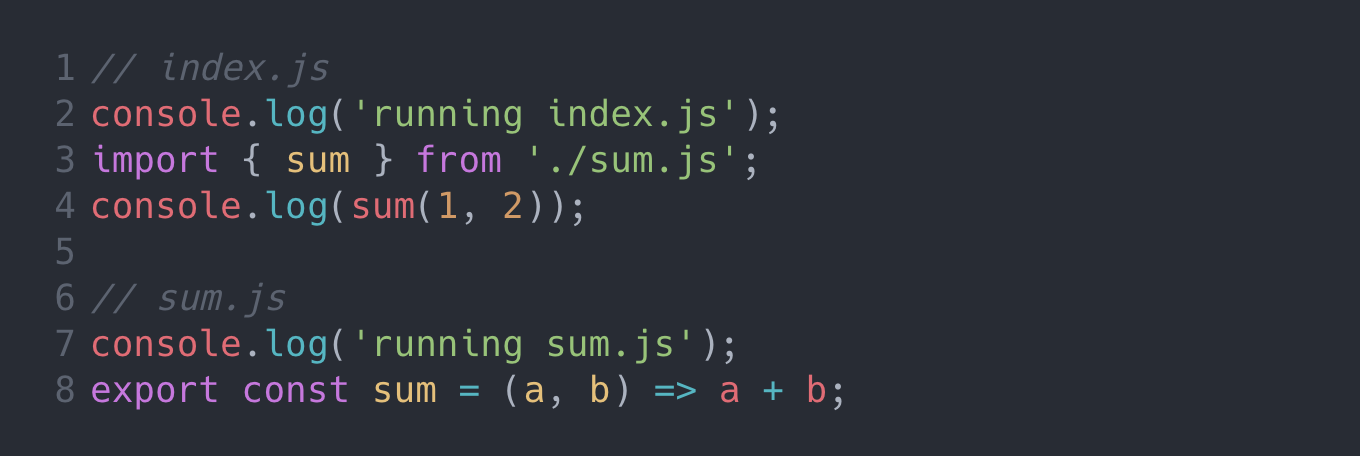 1 // index.js
2 console.log('running index.js');
3 import { sum } from './sum.js';
4 console.log(sum(1, 2));
5
6 // sum.js
7 console.log('running sum.js');
8 export const sum = (a, b) => a + b;